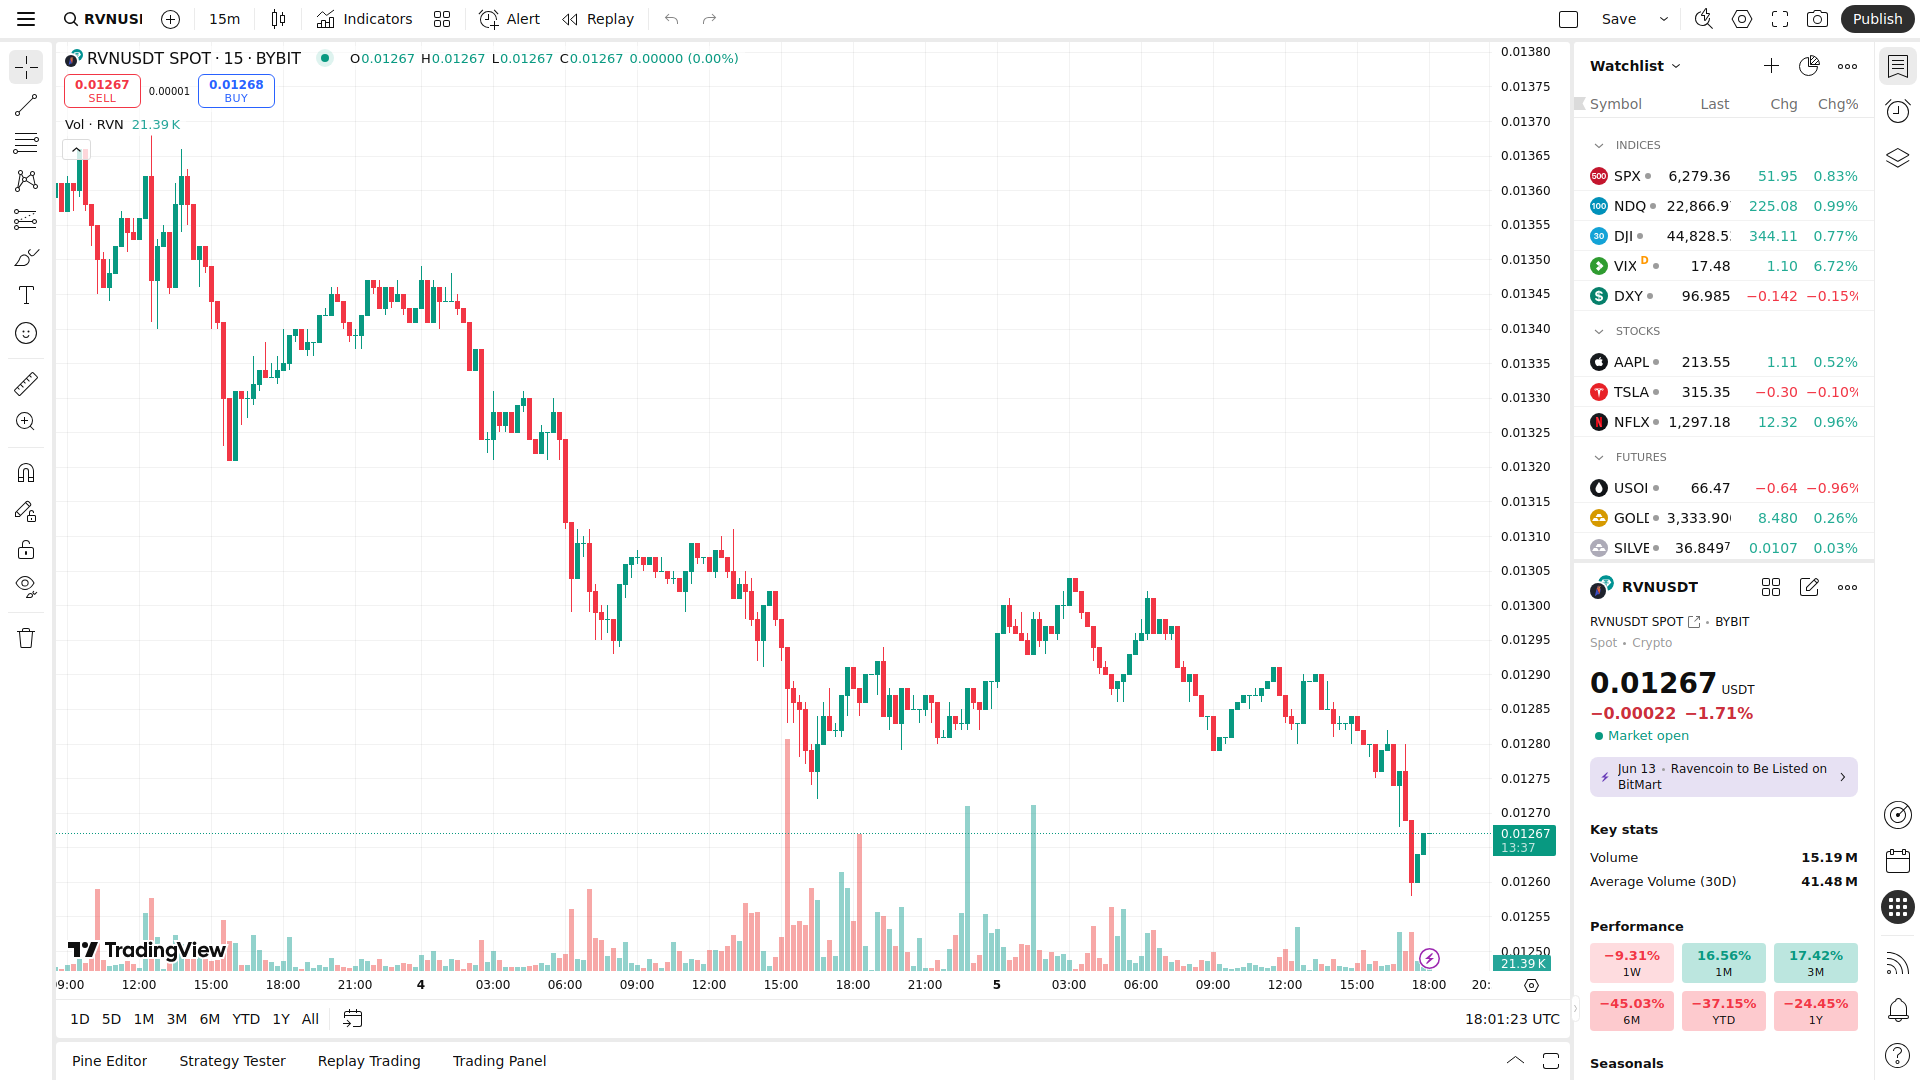 RVNUSI
15m
Indicators
Alert
Replay
Save
Publish
RVNUSDT SPOT · 15 · BYBIT
O0.01267 H0.01267 L0.01267 C0.01267 0.00000 (0.00%)
0.01267
SELL
0.00001
0.01268
BUY
Vol · RVN 21.39 K
0.01380
0.01375
0.01370
0.01365
0.01360
0.01355
0.01350
0.01345
0.01340
0.01335
0.01330
0.01325
0.01320
0.01315
0.01310
0.01305
0.01300
0.01295
0.01290
0.01285
0.01280
0.01275
0.01270
0.01267
13:37
0.01260
0.01255
0.01250
21.39 K
TradingView
9:00 12:00 15:00 18:00 21:00 4 03:00 06:00 09:00 12:00 15:00 18:00 21:00 5 03:00 06:00 09:00 12:00 15:00 18:00 20:
1D 5D 1M 3M 6M YTD 1Y All
18:01:23 UTC
Pine Editor Strategy Tester Replay Trading Trading Panel
Watchlist
Symbol Last Chg Chg%
INDICES
500 SPX 6,279.36 51.95 0.83%
100 NDQ 22,866.9 225.08 0.99%
30 DJI 44,828.5 344.11 0.77%
VIX D 17.48 1.10 6.72%
DXY 96.985 −0.142 −0.15%
STOCKS
AAPL 213.55 1.11 0.52%
TSLA 315.35 −0.30 −0.10%
NFLX 1,297.18 12.32 0.96%
FUTURES
USOI 66.47 −0.64 −0.96%
GOLD 3,333.90 8.480 0.26%
SILVE 36.8497 0.0107 0.03%
RVNUSDT
RVNUSDT SPOT • BYBIT
Spot • Crypto
0.01267 USDT
−0.00022 −1.71%
Market open
Jun 13 • Ravencoin to Be Listed on
BitMart
Key stats
Volume 15.19 M
Average Volume (30D) 41.48 M
Performance
−9.31% 16.56% 17.42%
1W 1M 3M
−45.03% −37.15% −24.45%
6M YTD 1Y
Seasonals